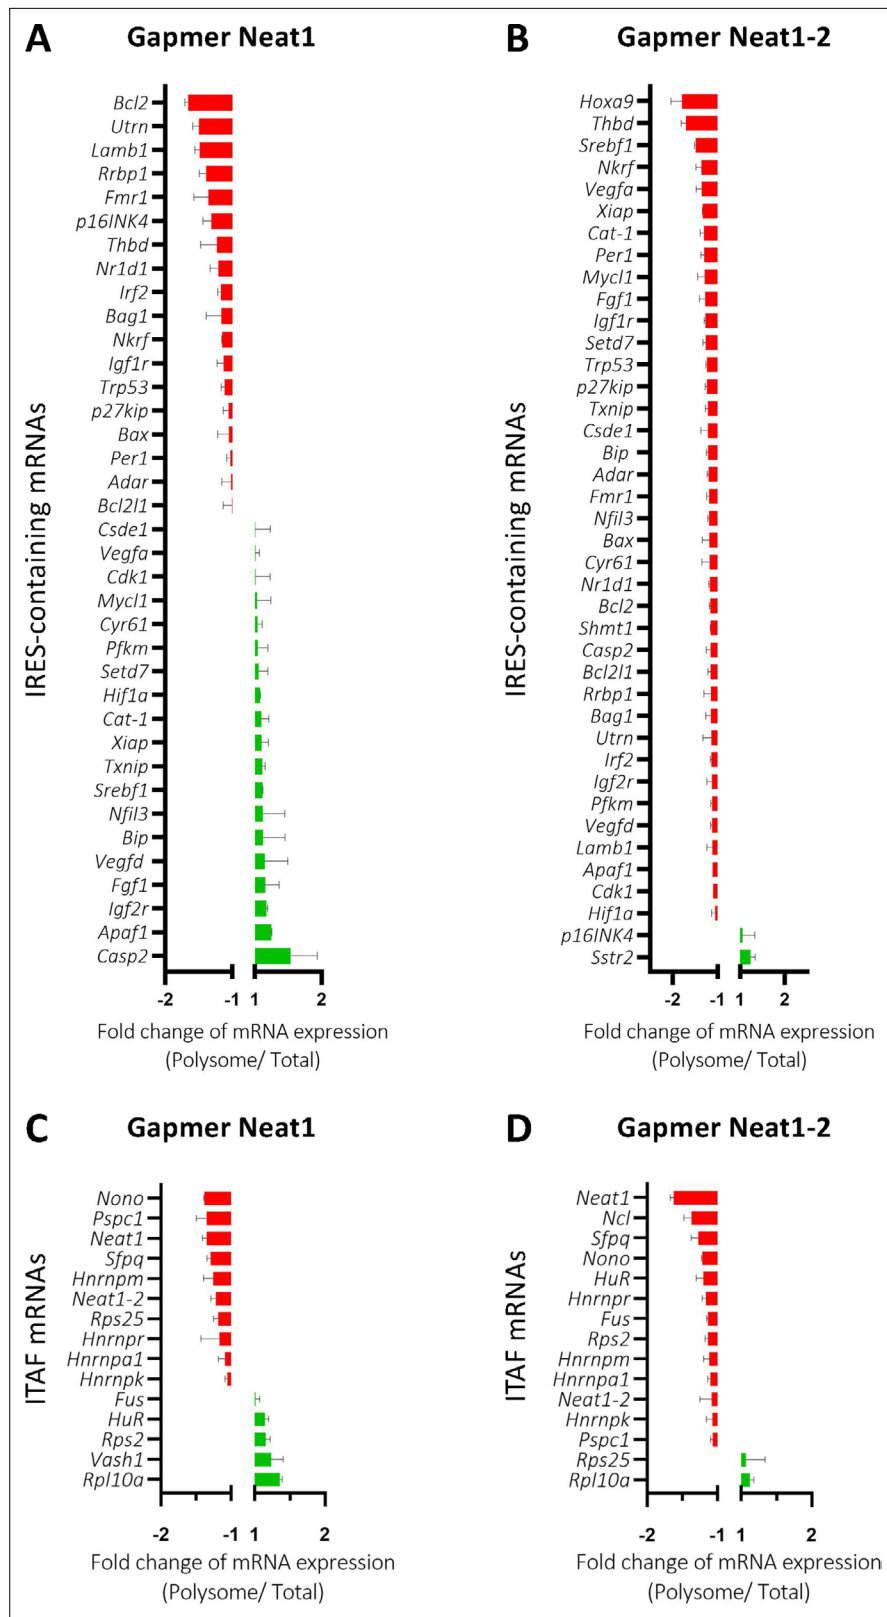 A Gapmer Neat1
IRES-containing mRNAs
Bcl2
Utrn
Lamb1
Rrbp1
Fmr1
p16INK4
Thbd
Nr1d1
Irf2
Bag1
Nkrf
Igf1r
Trp53
p27kip
Bax
Per1
Adar
Bcl2l1
Csde1
Vegfa
Cdk1
Mycl1
Cyr61
Pfkm
Setd7
Hif1a
Cat-1
Xiap
Txnip
Srebf1
Nfil3
Bip
Vegfd
Fgf1
Igf2r
Apaf1
Casp2
-2 -1 1 2
Fold change of mRNA expression
(Polysome/ Total)
B Gapmer Neat1-2
IRES-containing mRNAs
Hoxa9
Thbd
Srebf1
Nkrf
Vegfa
Xiap
Cat-1
Per1
Mycl1
Fgf1
Igf1r
Setd7
Trp53
p27kip
Txnip
Csde1
Bip
Adar
Fmr1
Nfil3
Bax
Cyr61
Nr1d1
Bcl2
Shmt1
Casp2
Bcl2l1
Rrbp1
Bag1
Utrn
Irf2
Igf2r
Pfkm
Vegfd
Lamb1
Apaf1
Cdk1
Hif1a
p16INK4
Sstr2
-2 -1 1 2
Fold change of mRNA expression
(Polysome/ Total)
C Gapmer Neat1
ITAF mRNAs
Nono
Pspc1
Neat1
Sfpq
Hnrnpm
Neat1-2
Rps25
Hnrnpr
Hnrnpa1
Hnrnpk
Fus
HuR
Rps2
Vash1
Rpl10a
-2 -1 1 2
Fold change of mRNA expression
(Polysome/ Total)
D Gapmer Neat1-2
ITAF mRNAs
Neat1
Ncl
Sfpq
Nono
HuR
Hnrnpr
Fus
Rps2
Hnrnpm
Hnrnpa1
Neat1-2
Hnrnpk
Pspc1
Rps25
Rpl10a
-2 -1 1 2
Fold change of mRNA expression
(Polysome/ Total)